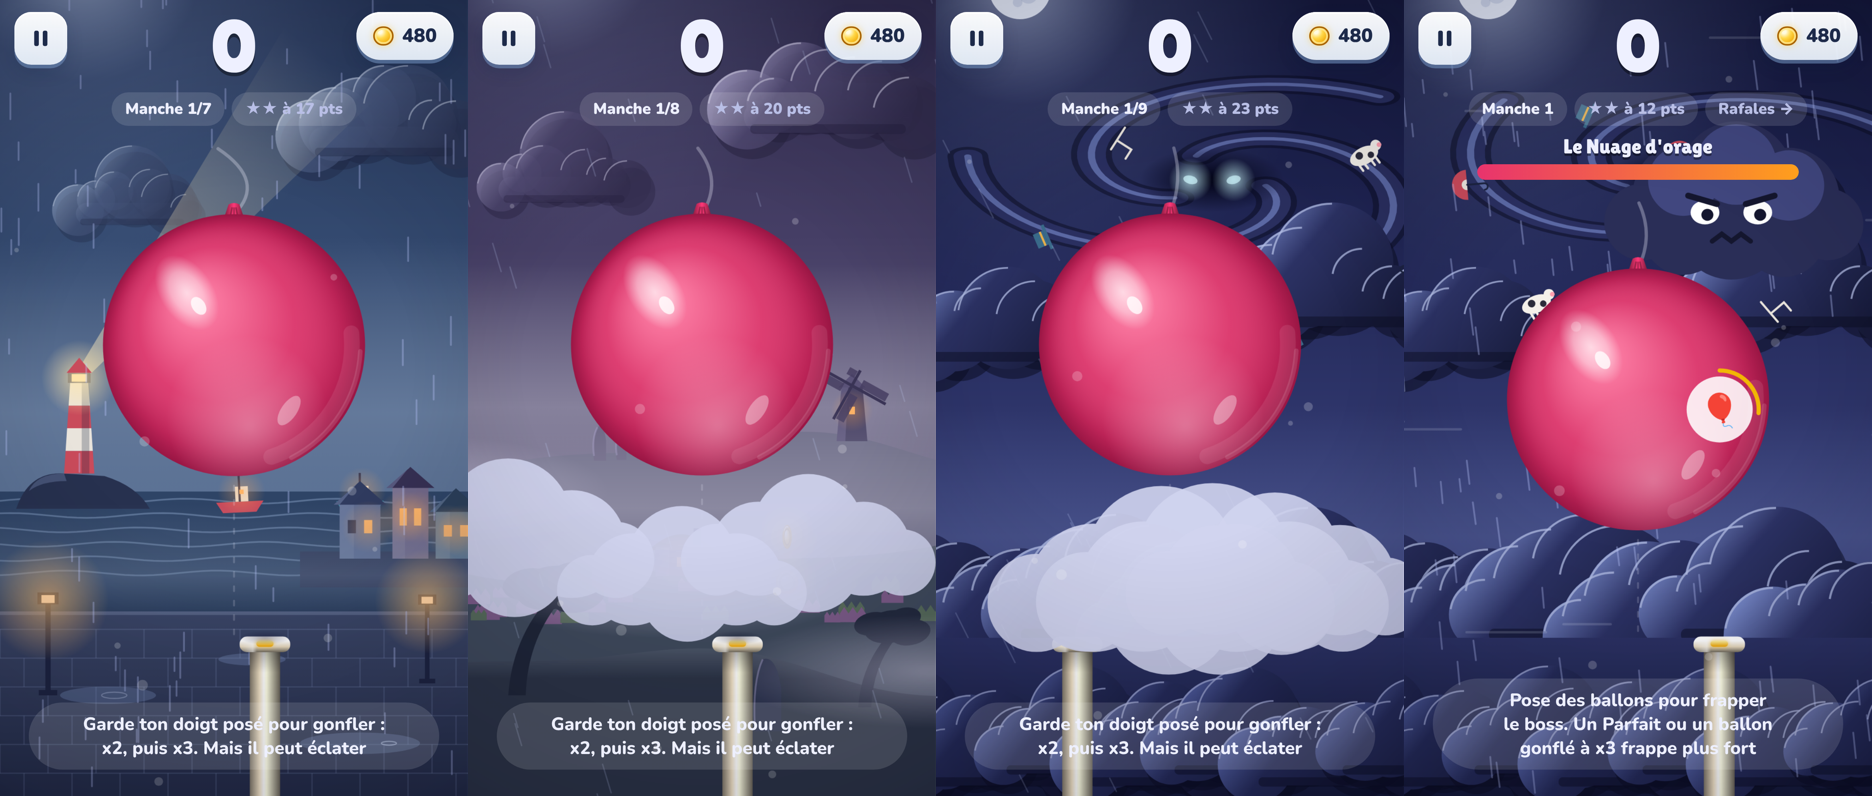 0
480
Manche 1/7
★★ à 17 pts
Garde ton doigt posé pour gonfler :
x2, puis x3. Mais il peut éclater
0
480
Manche 1/8
★★ à 20 pts
Garde ton doigt posé pour gonfler :
x2, puis x3. Mais il peut éclater
0
480
Manche 1/9
★★ à 23 pts
Garde ton doigt posé pour gonfler :
x2, puis x3. Mais il peut éclater
0
480
Manche 1
★★ à 12 pts
Rafales →
Le Nuage d'orage
Pose des ballons pour frapper
le boss. Un Parfait ou un ballon
gonflé à x3 frappe plus fort